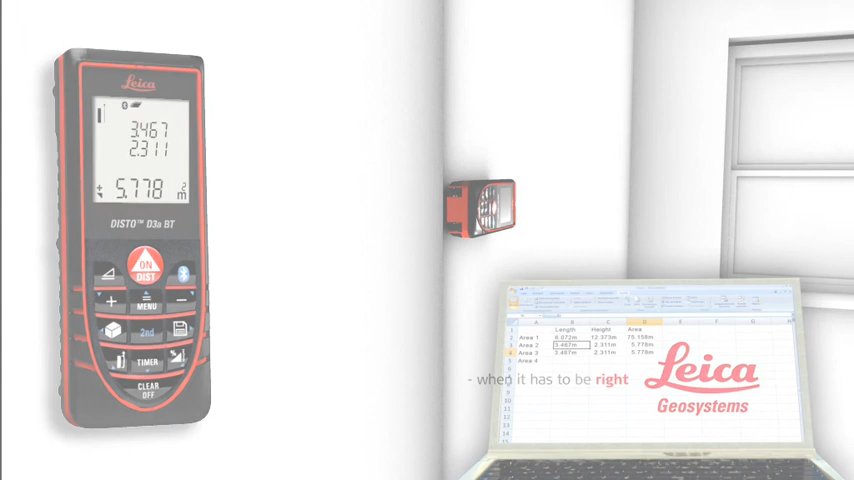 Leica
3.467
2.311
5.778 m²
DISTO™ D3a BT
ON
DIST
+ MENU −
2nd
TIMER
CLEAR
OFF
A B C D E F
Length Height Area
Area 1 6.072m 12.373m 75.158m
Area 2 3.467m 2.311m 5.778m
Area 3 3.467m 2.311m 5.778m
Area 4
- when it has to be right
Leica
Geosystems